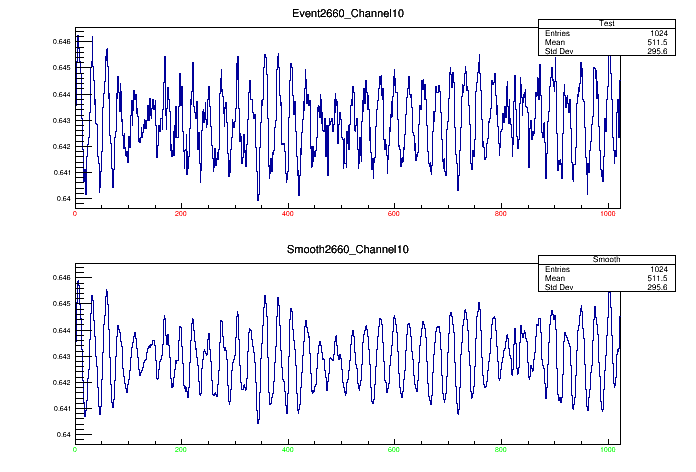 Event2660_Channel10
Test
Entries 1024
Mean 511.5
Std Dev 295.6
0.646
0.645
0.644
0.643
0.642
0.641
0.64
0 200 400 600 800 1000
Smooth2660_Channel10
Smooth
Entries 1024
Mean 511.5
Std Dev 295.6
0.646
0.645
0.644
0.643
0.642
0.641
0.64
0 200 400 600 800 1000